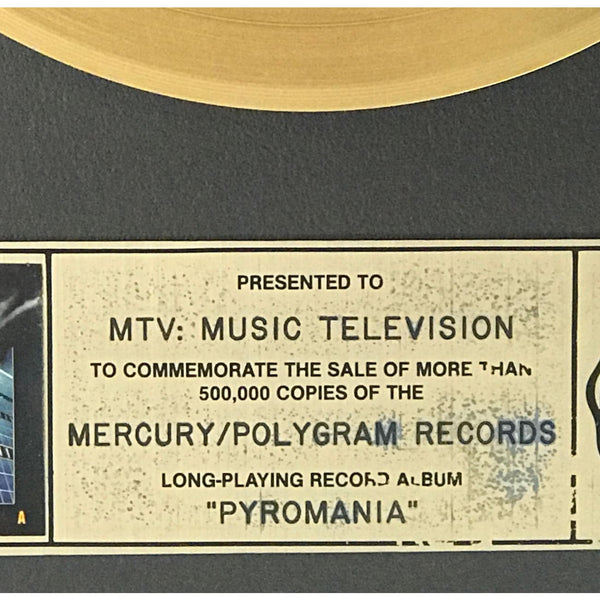 PRESENTED TO
MTV: MUSIC TELEVISION
TO COMMEMORATE THE SALE OF MORE THAN
500,000 COPIES OF THE
MERCURY/POLYGRAM RECORDS
LONG-PLAYING RECORD ALBUM
"PYROMANIA"
A